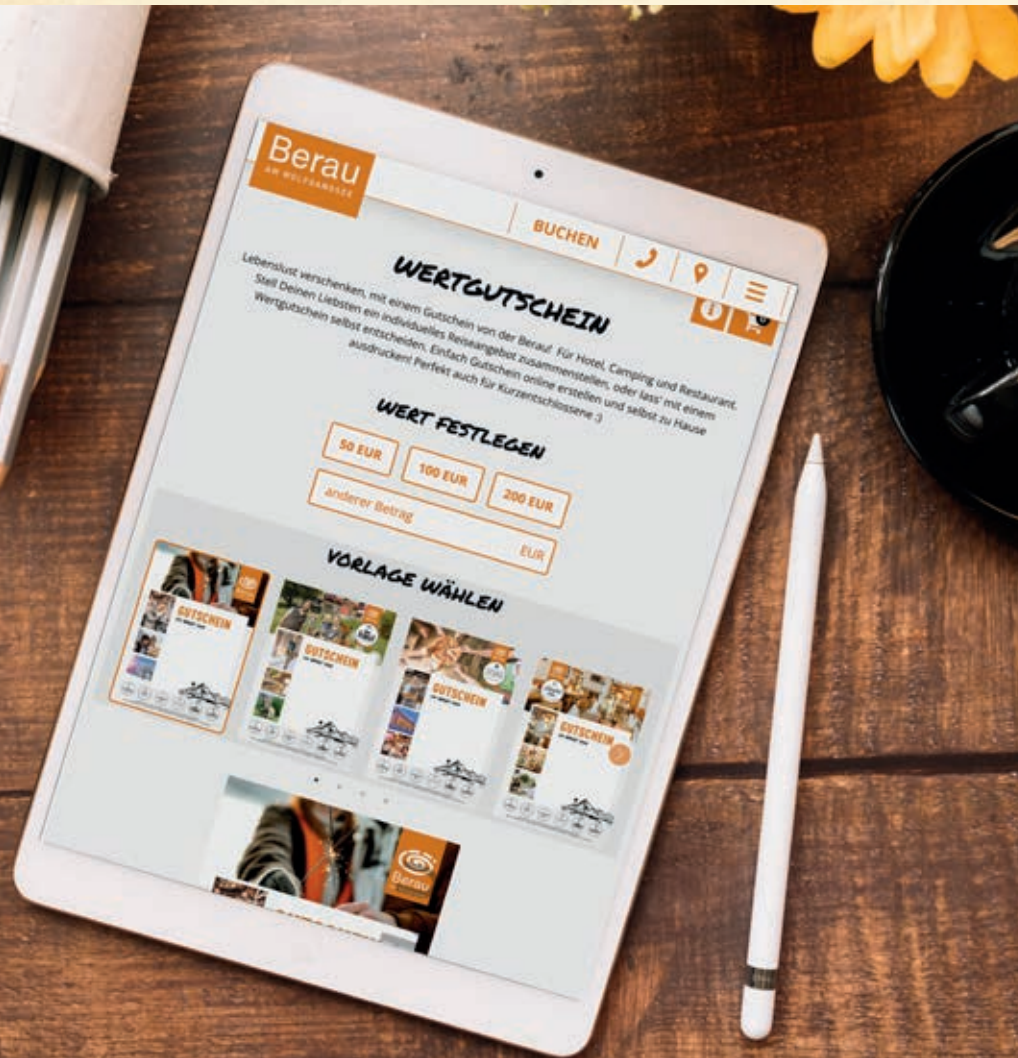 Berau
AM WOLFGANGSEE
BUCHEN
WERTGUTSCHEIN
Lebenslust verschenken, mit einem Gutschein von der Berau! Für Hotel, Camping und Restaurant.
Stell Deinen Liebsten ein individuelles Reiseangebot zusammenstellen, oder lass' mit einem
Wertgutschein selbst entscheiden. Einfach Gutschein online erstellen und selbst zu Hause
ausdrucken! Perfekt auch für Kurzentschlossene :)
WERT FESTLEGEN
50 EUR
100 EUR
200 EUR
anderer Betrag
EUR
VORLAGE WÄHLEN
GUTSCHEIN
GUTSCHEIN
GUTSCHEIN
GUTSCHEIN
Berau